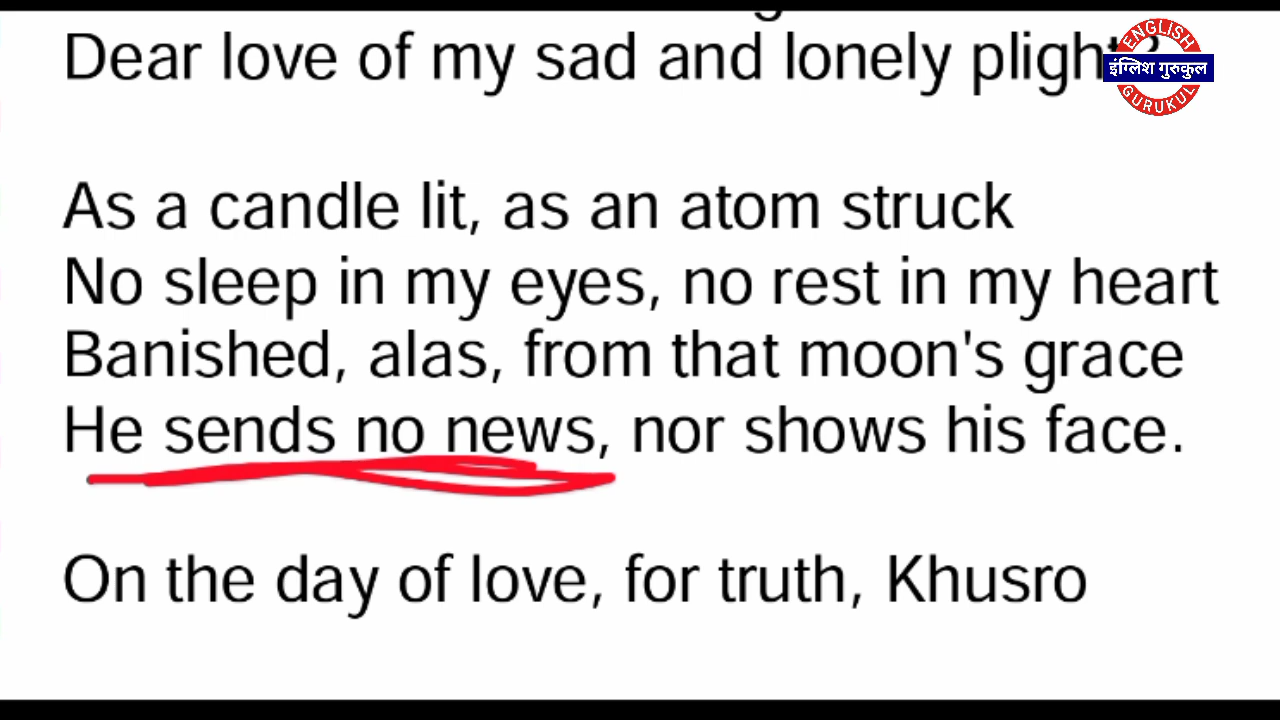 Dear love of my sad and lonely plight?
ENGLISH
इंग्लिश गुरुकुल
GURUKUL
As a candle lit, as an atom struck
No sleep in my eyes, no rest in my heart
Banished, alas, from that moon's grace
He sends no news, nor shows his face.
On the day of love, for truth, Khusro